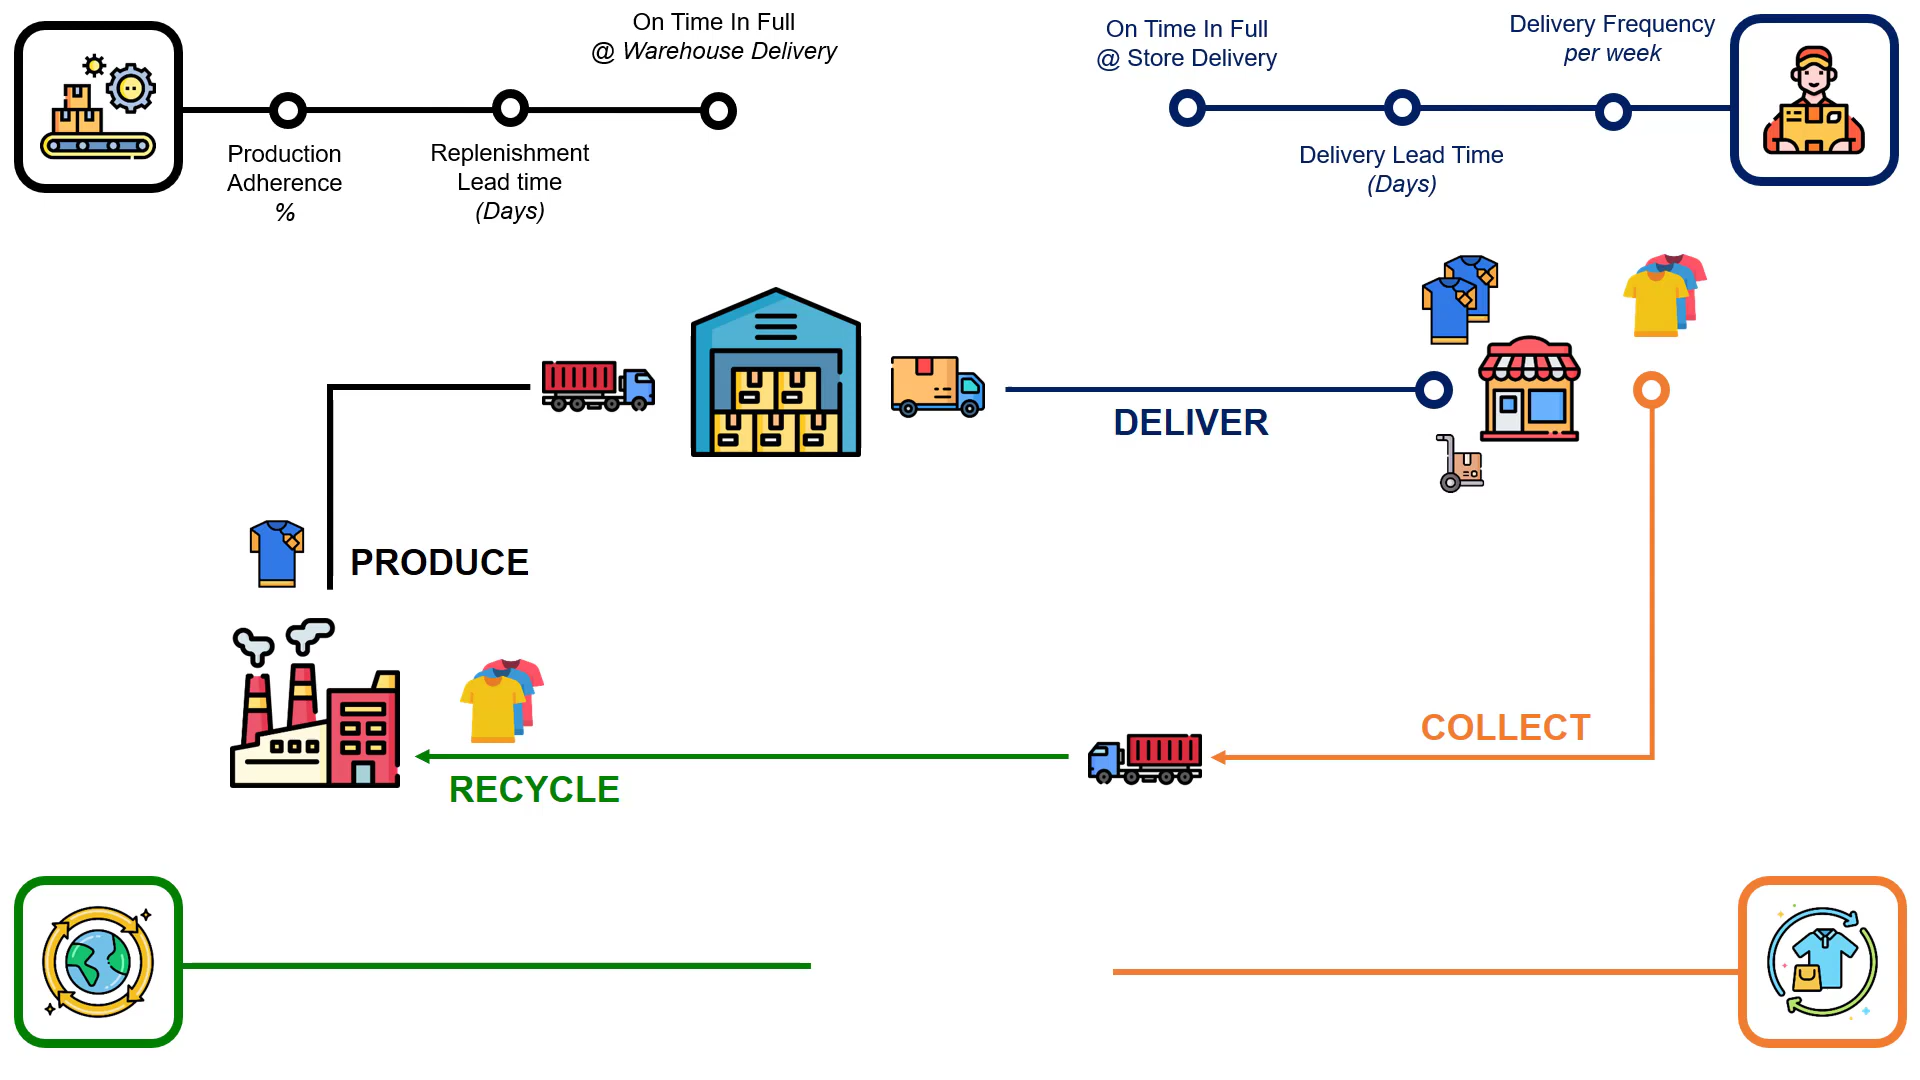 On Time In Full
@ Warehouse Delivery
Production
Adherence
%
Replenishment
Lead time
(Days)
On Time In Full
@ Store Delivery
Delivery Frequency
per week
Delivery Lead Time
(Days)
DELIVER
PRODUCE
COLLECT
RECYCLE